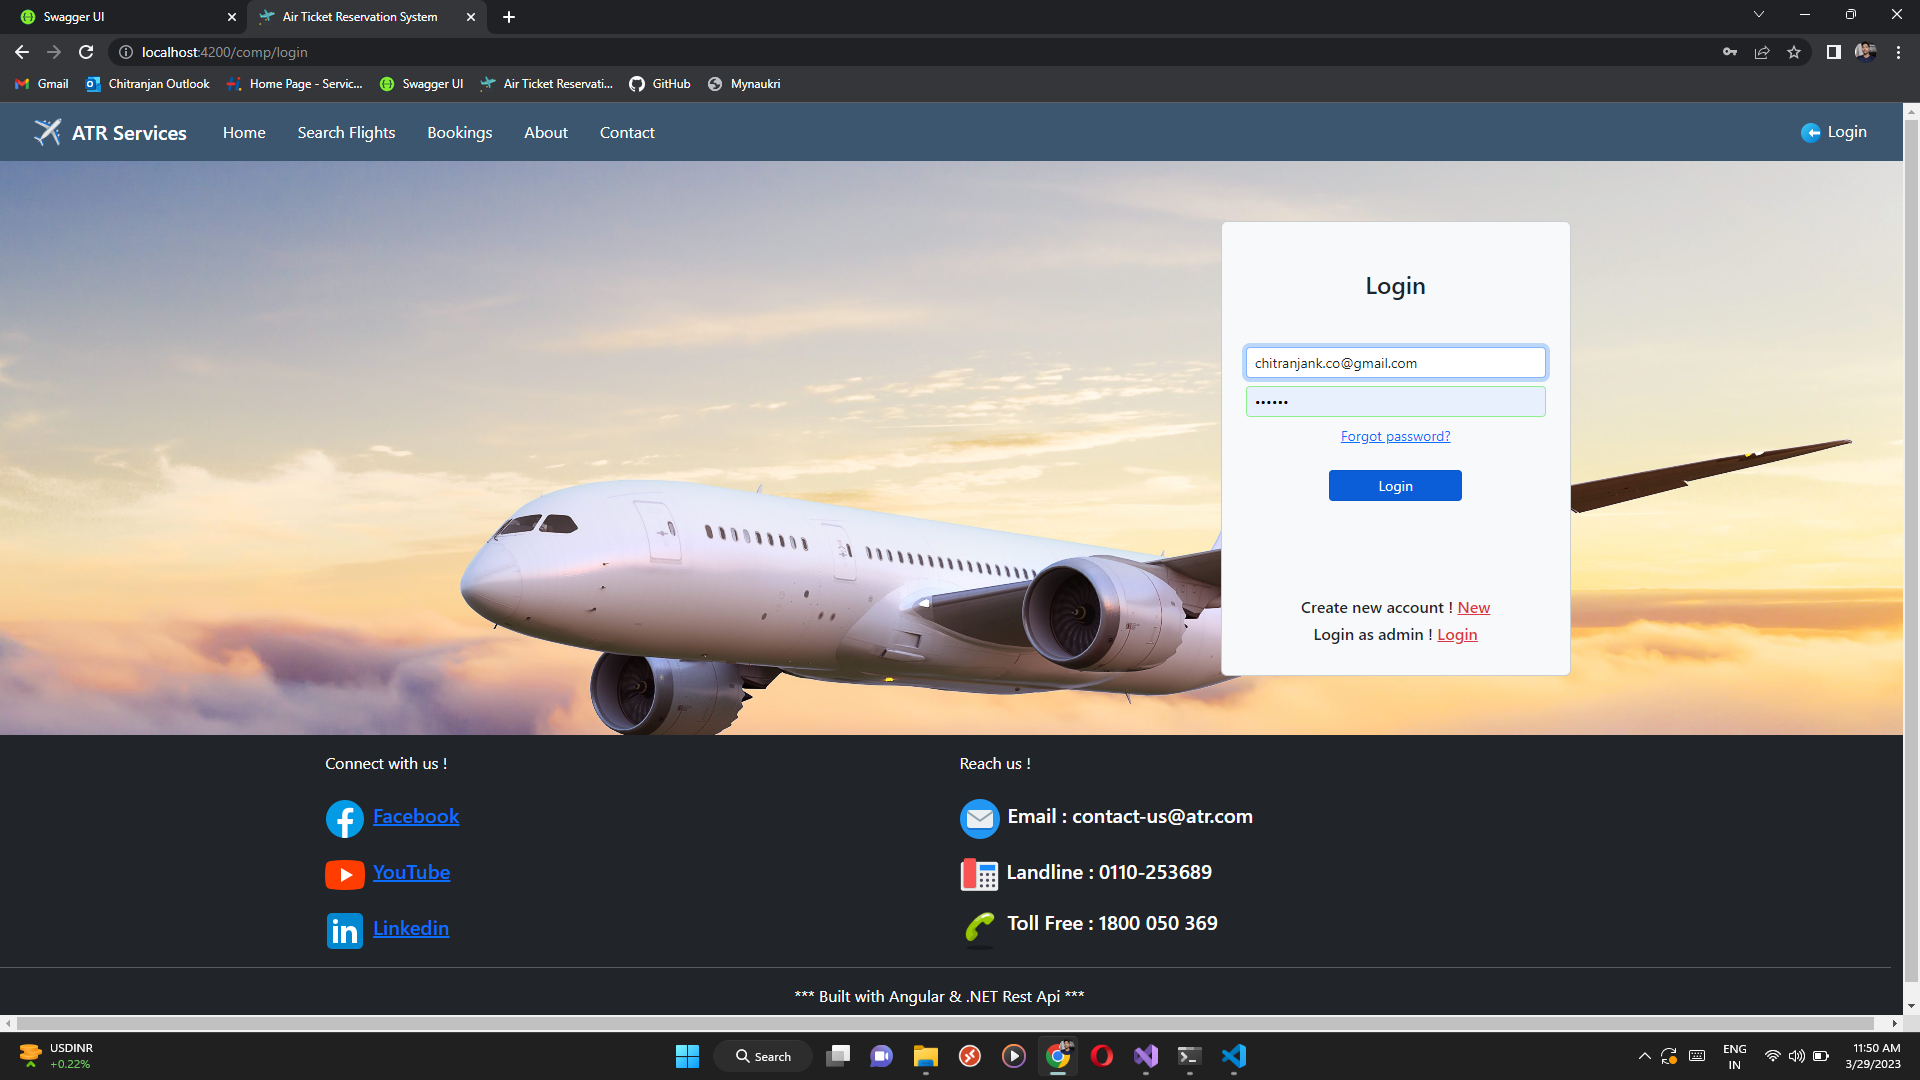 Swagger UI
Air Ticket Reservation System
localhost:4200/comp/login
Gmail
Chitranjan Outlook
Home Page - Servic...
Swagger UI
Air Ticket Reservati...
GitHub
Mynaukri
ATR Services
Home
Search Flights
Bookings
About
Contact
Login
Login
chitranjank.co@gmail.com
••••••
Forgot password?
Login
Create new account ! New
Login as admin ! Login
Connect with us !
Facebook
YouTube
Linkedin
Reach us !
Email : contact-us@atr.com
Landline : 0110-253689
Toll Free : 1800 050 369
*** Built with Angular & .NET Rest Api ***
USDINR
+0.22%
Search
ENG
IN
11:50 AM
3/29/2023